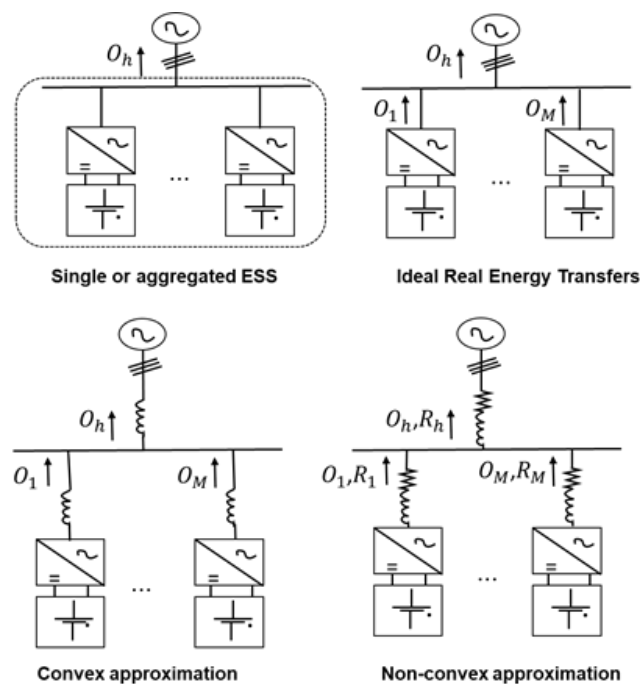 O_h
...
Single or aggregated ESS
O_h
O_1
O_M
...
Ideal Real Energy Transfers
O_h
O_1
O_M
...
Convex approximation
O_h,R_h
O_1,R_1
O_M,R_M
...
Non-convex approximation